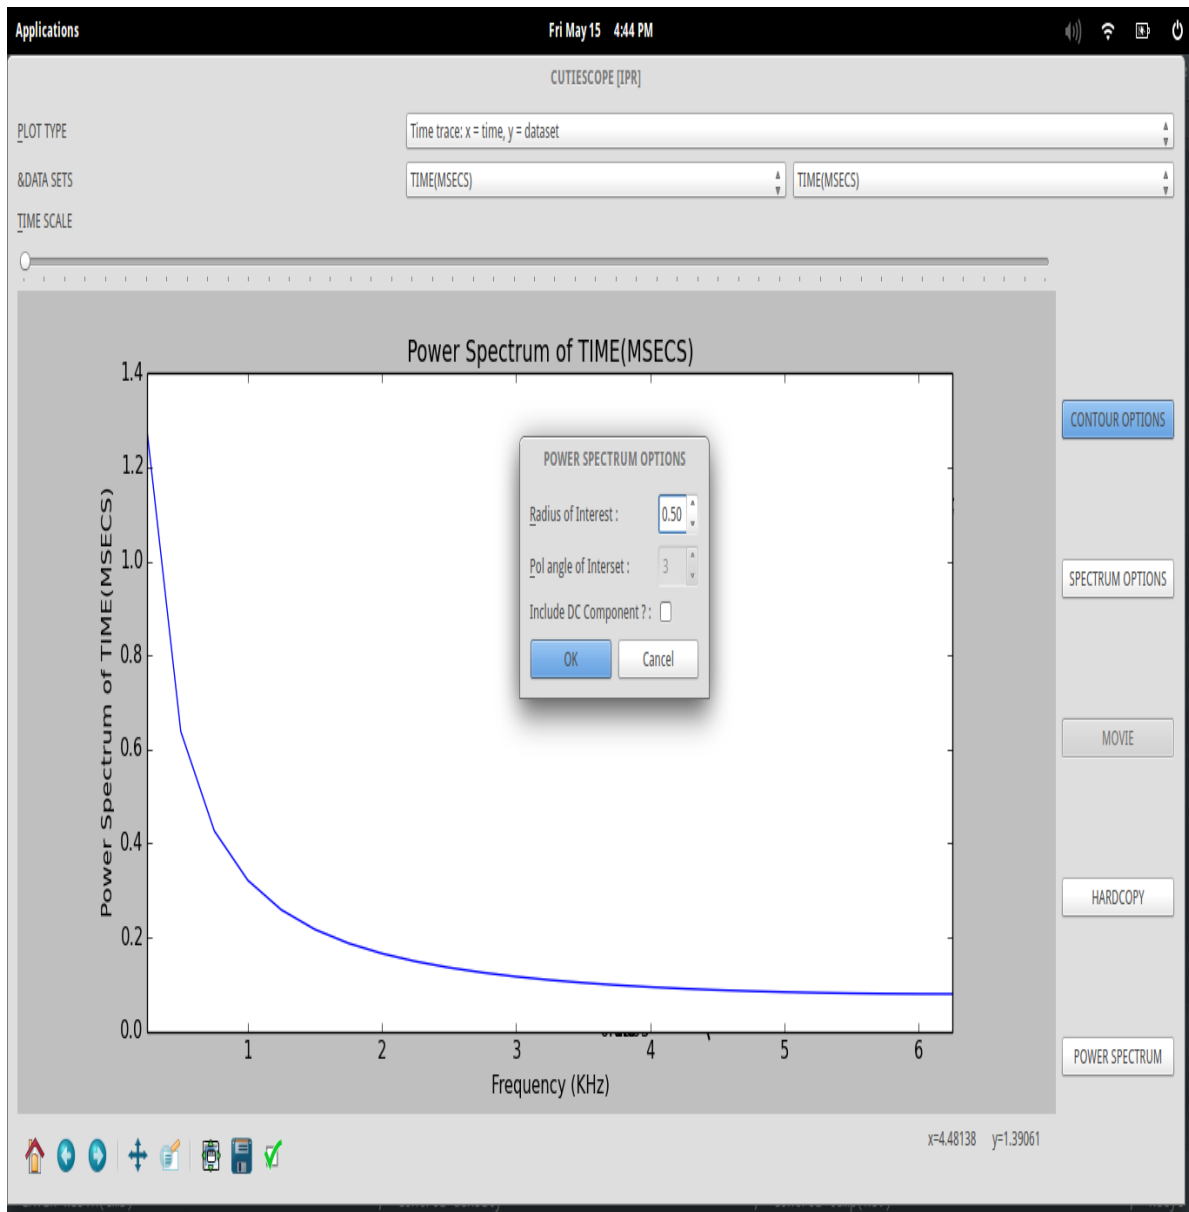 Applications
Fri May 15 4:44 PM
CUTIESCOPE [IPR]
PLOT TYPE
Time trace: x = time, y = dataset
&DATA SETS
TIME(MSECS)
TIME(MSECS)
TIME SCALE
Power Spectrum of TIME(MSECS)
1.4
1.2
1.0
0.8
0.6
0.4
0.2
0.0
Power Spectrum of TIME(MSECS)
1 2 3 4 5 6
Frequency (KHz)
POWER SPECTRUM OPTIONS
Radius of Interest : 0.50
Pol angle of Interset : 3
Include DC Component ? :
OK Cancel
CONTOUR OPTIONS
SPECTRUM OPTIONS
MOVIE
HARDCOPY
POWER SPECTRUM
x=4.48138 y=1.39061